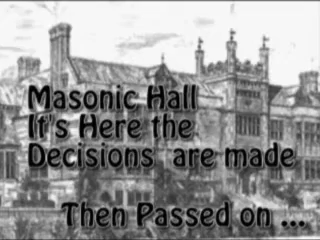 Masonic Hall
It's Here the
Decisions are made
Then Passed on ...